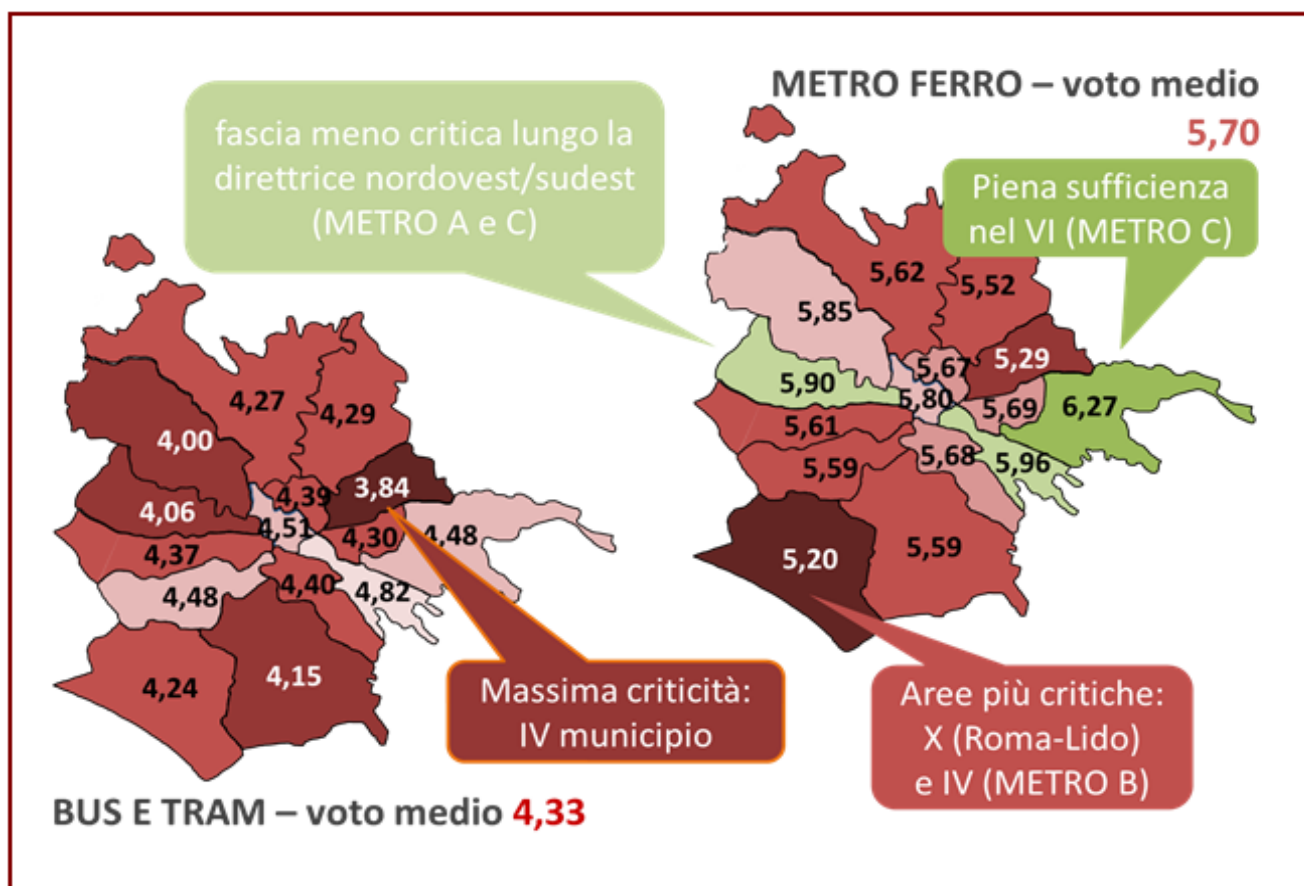 METRO FERRO – voto medio
5,70
fascia meno critica lungo la
direttrice nordovest/sudest
(METRO A e C)
Piena sufficienza
nel VI (METRO C)
5,62
5,52
5,85
5,67
5,29
5,90
5,80
5,69
6,27
5,61
5,68
5,96
5,59
5,20
5,59
4,27
4,29
4,00
4,39
3,84
4,06
4,51
4,30
4,48
4,37
4,48
4,40
4,82
4,24
4,15
Massima criticità:
IV municipio
Aree più critiche:
X (Roma-Lido)
e IV (METRO B)
BUS E TRAM – voto medio 4,33